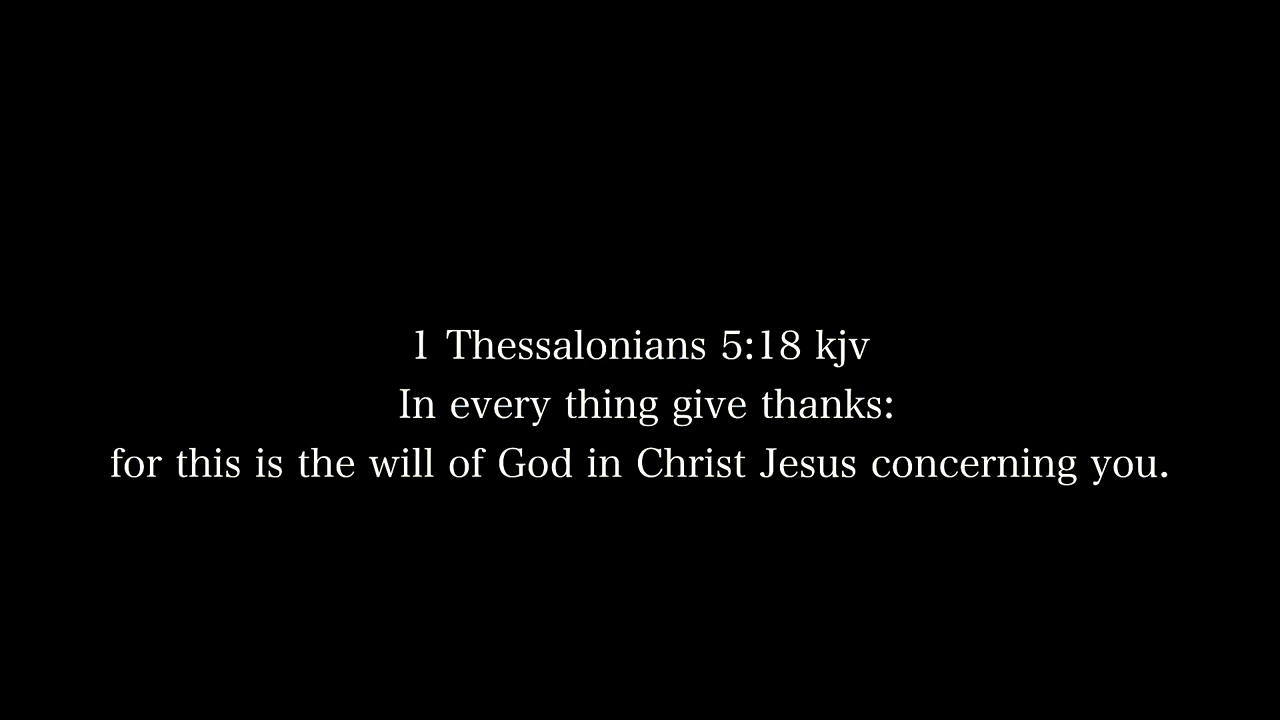 1 Thessalonians 5:18 kjv
In every thing give thanks:
for this is the will of God in Christ Jesus concerning you.